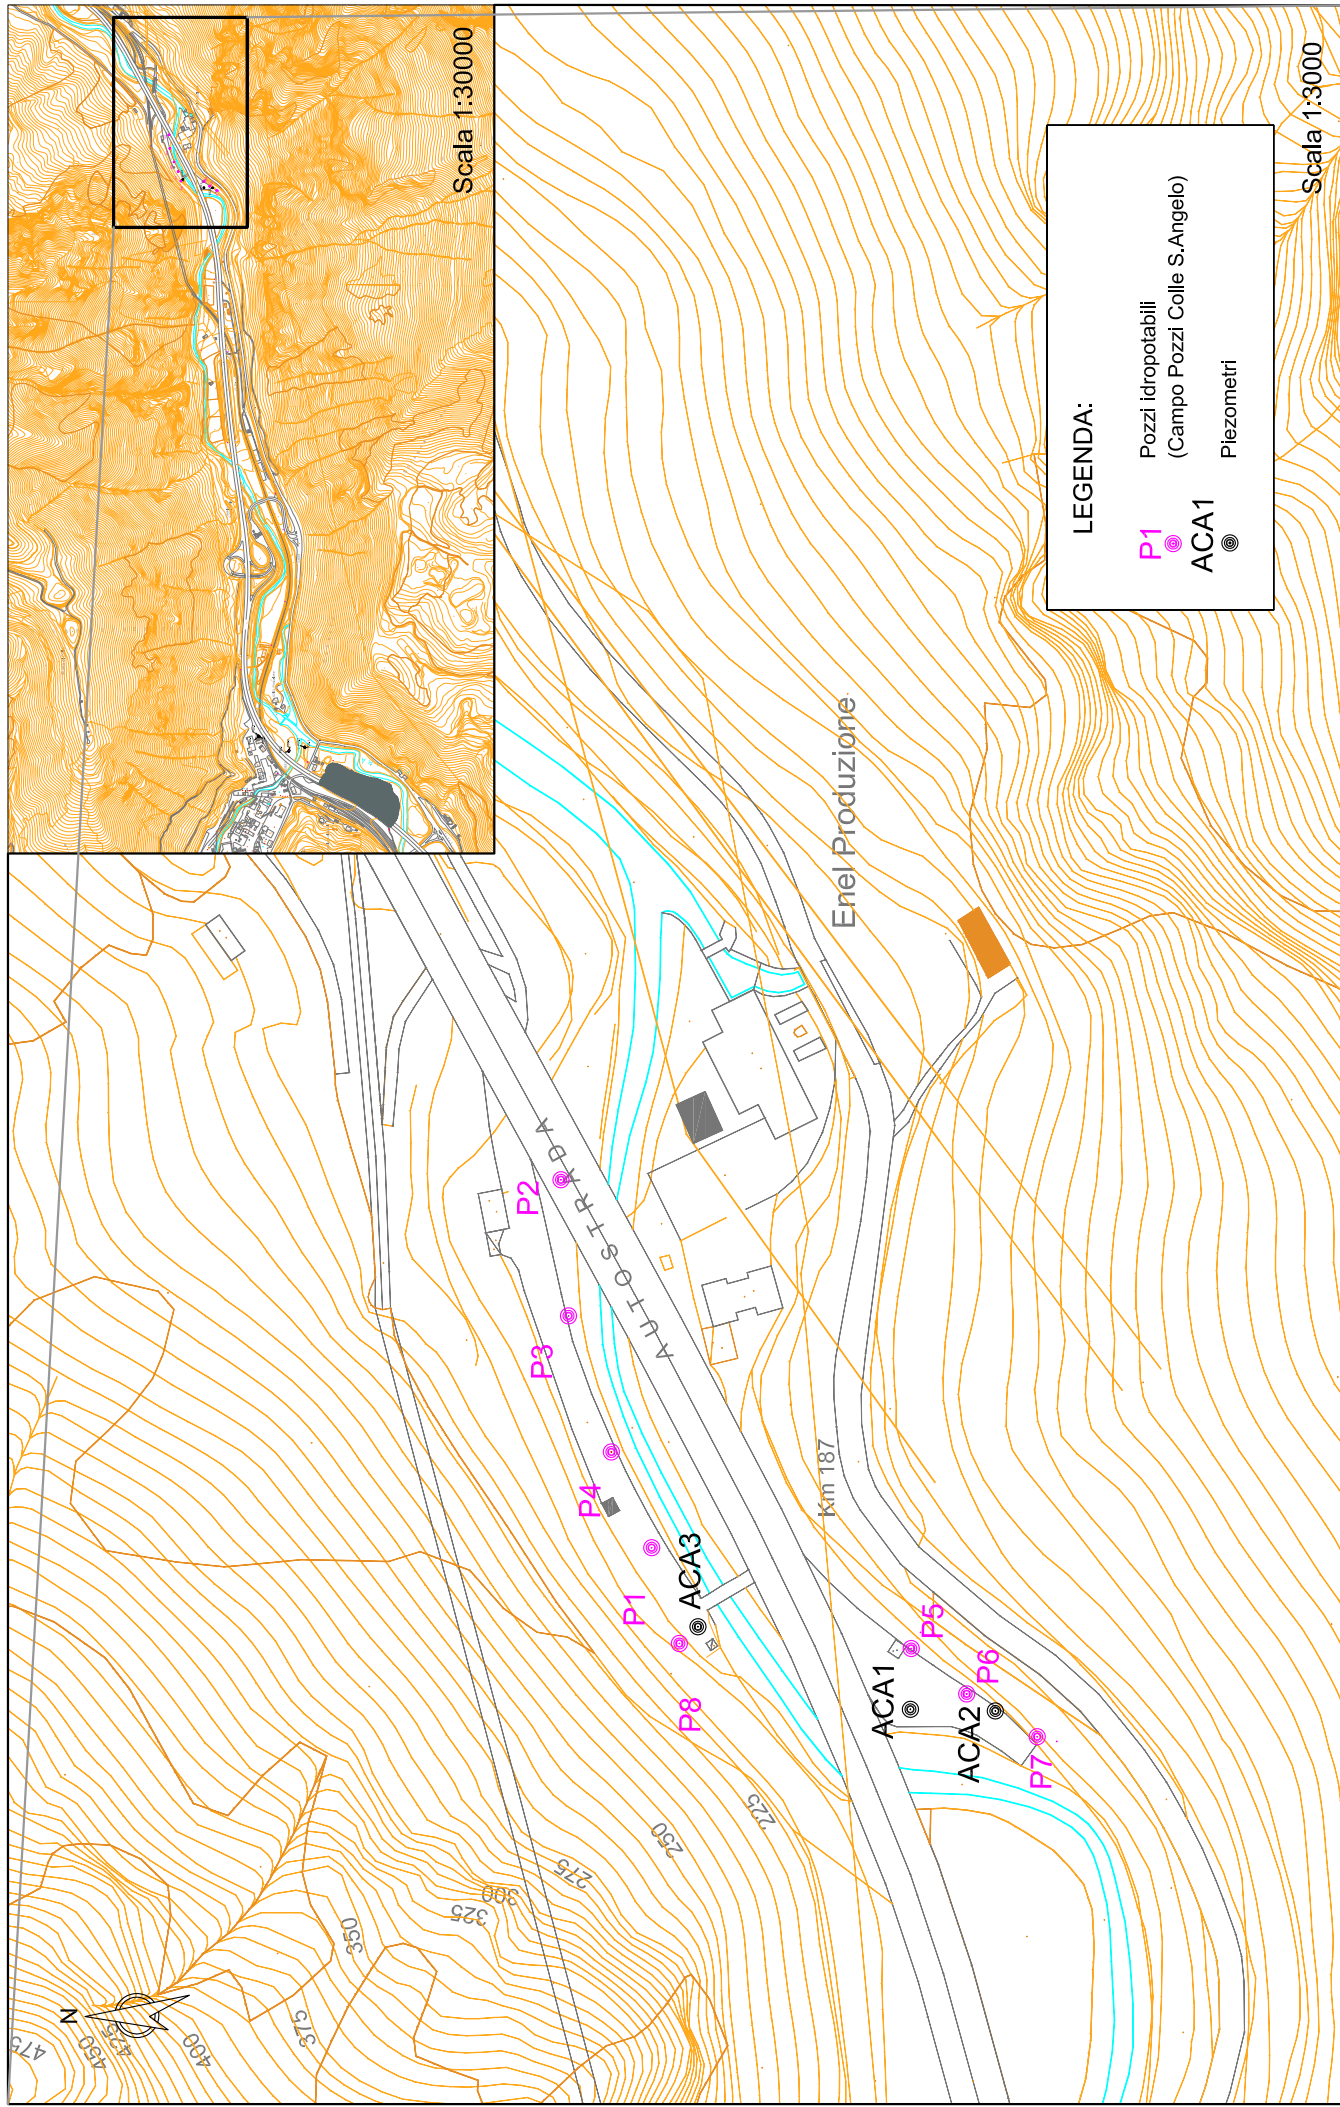 Scala 1:30000
N
475
450
425
400
375
350
325
300
275
250
225
AUTOSTRADA
Km 187
Enel Produzione
P2
P3
P4
P1
ACA3
P8
P5
ACA1
P6
ACA2
P7
LEGENDA:
P1
Pozzi idropotabili
(Campo Pozzi Colle S.Angelo)
ACA1
Piezometri
Scala 1:3000